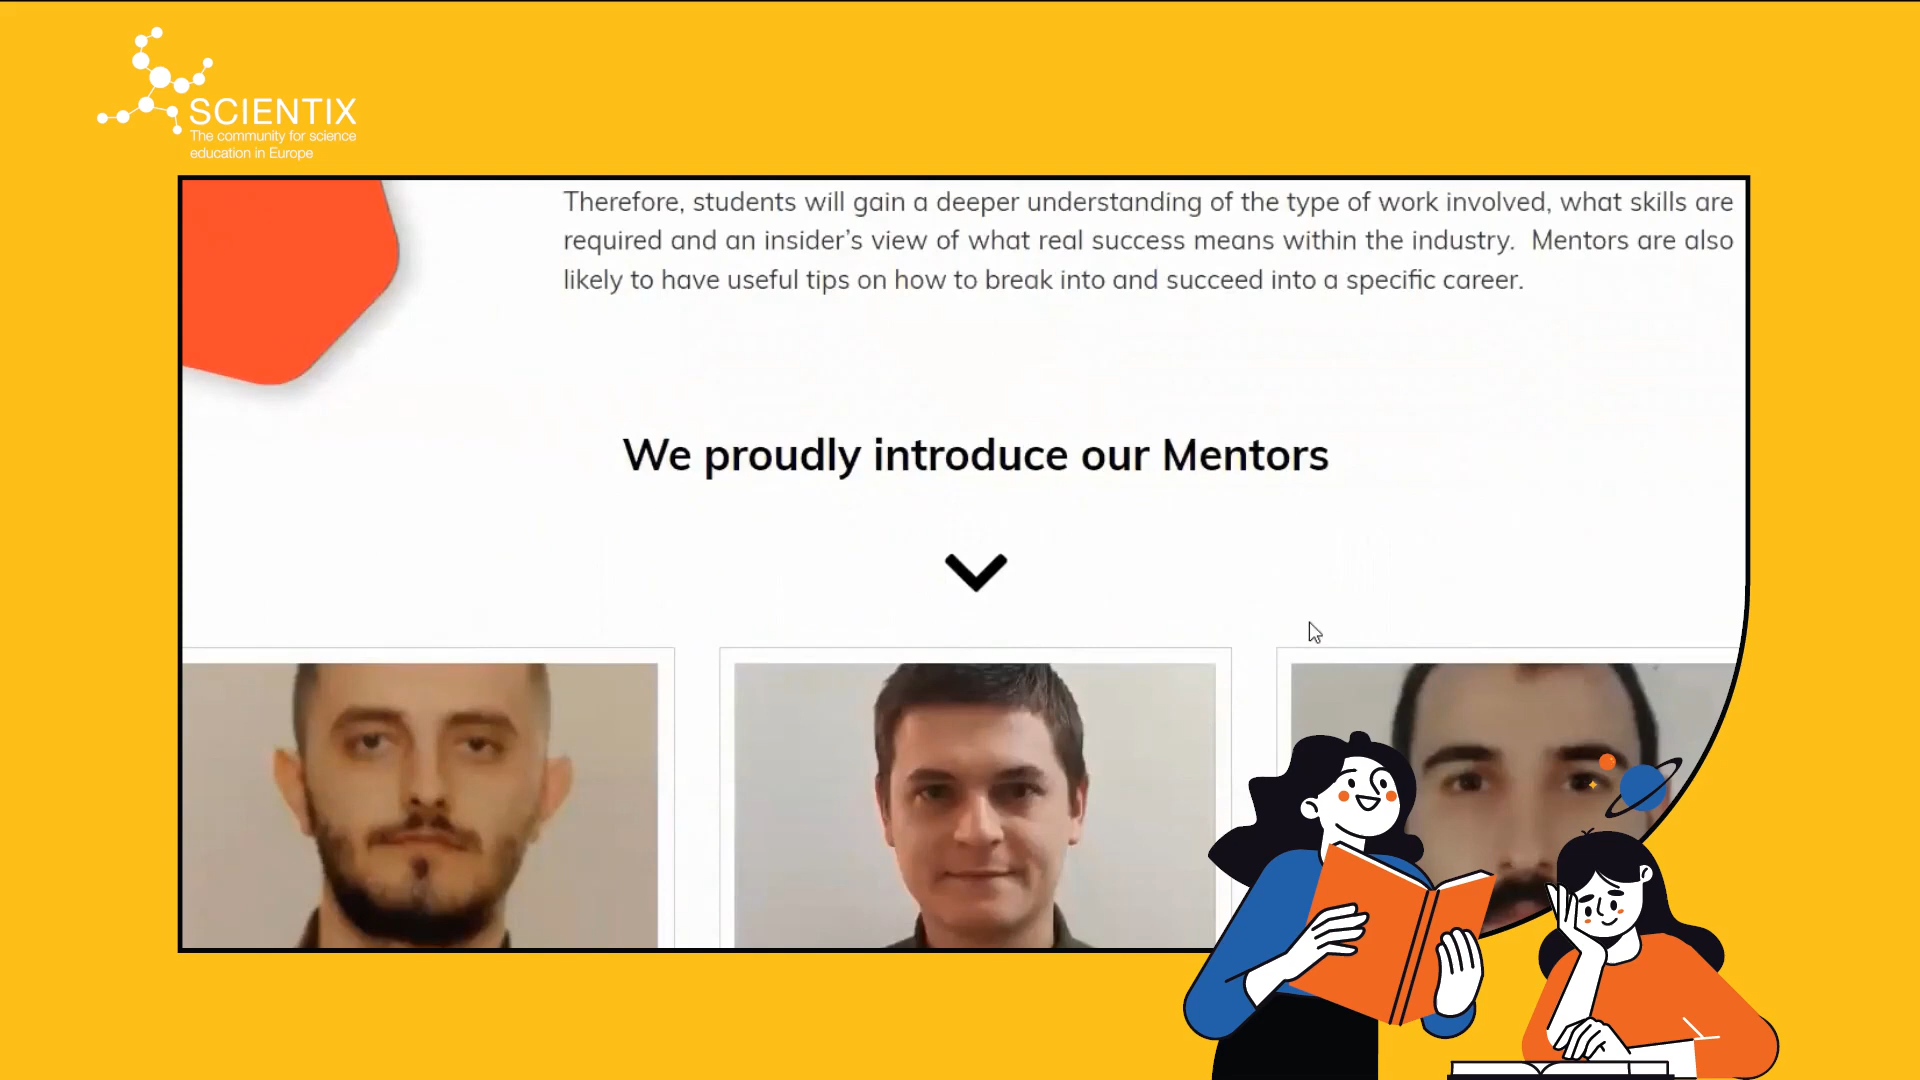 SCIENTIX
The community for science
education in Europe
Therefore, students will gain a deeper understanding of the type of work involved, what skills are
required and an insider’s view of what real success means within the industry.  Mentors are also
likely to have useful tips on how to break into and succeed into a specific career.
We proudly introduce our Mentors